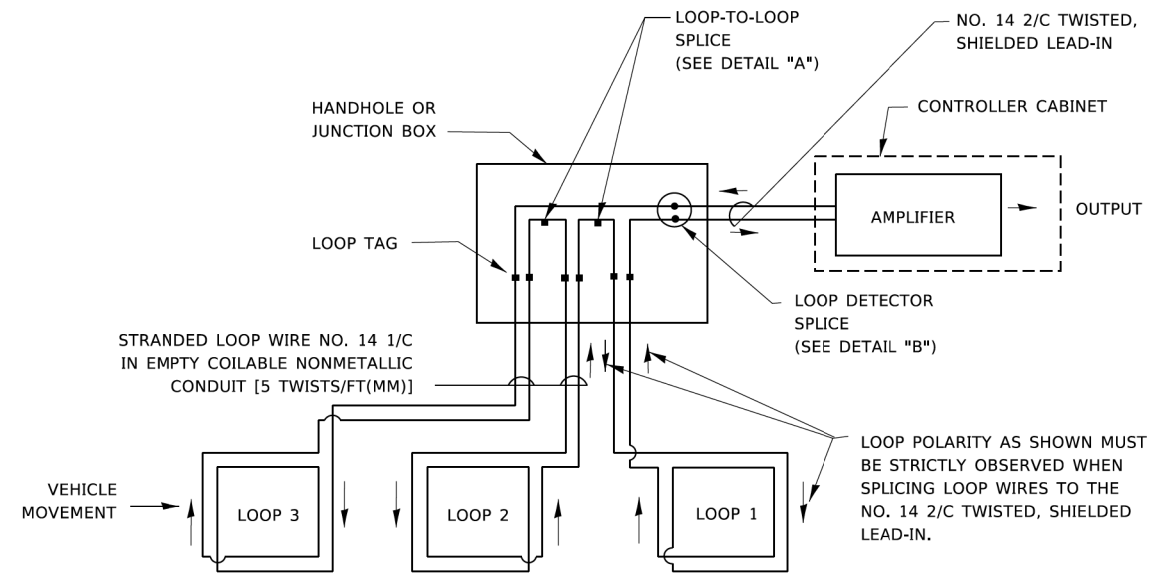 LOOP-TO-LOOP
SPLICE
(SEE DETAIL "A")
NO. 14 2/C TWISTED,
SHIELDED LEAD-IN
HANDHOLE OR
JUNCTION BOX
CONTROLLER CABINET
AMPLIFIER
OUTPUT
LOOP TAG
LOOP DETECTOR
SPLICE
(SEE DETAIL "B")
STRANDED LOOP WIRE NO. 14 1/C
IN EMPTY COILABLE NONMETALLIC
CONDUIT [5 TWISTS/FT(MM)]
LOOP POLARITY AS SHOWN MUST
BE STRICTLY OBSERVED WHEN
SPLICING LOOP WIRES TO THE
NO. 14 2/C TWISTED, SHIELDED
LEAD-IN.
VEHICLE
MOVEMENT
LOOP 3
LOOP 2
LOOP 1